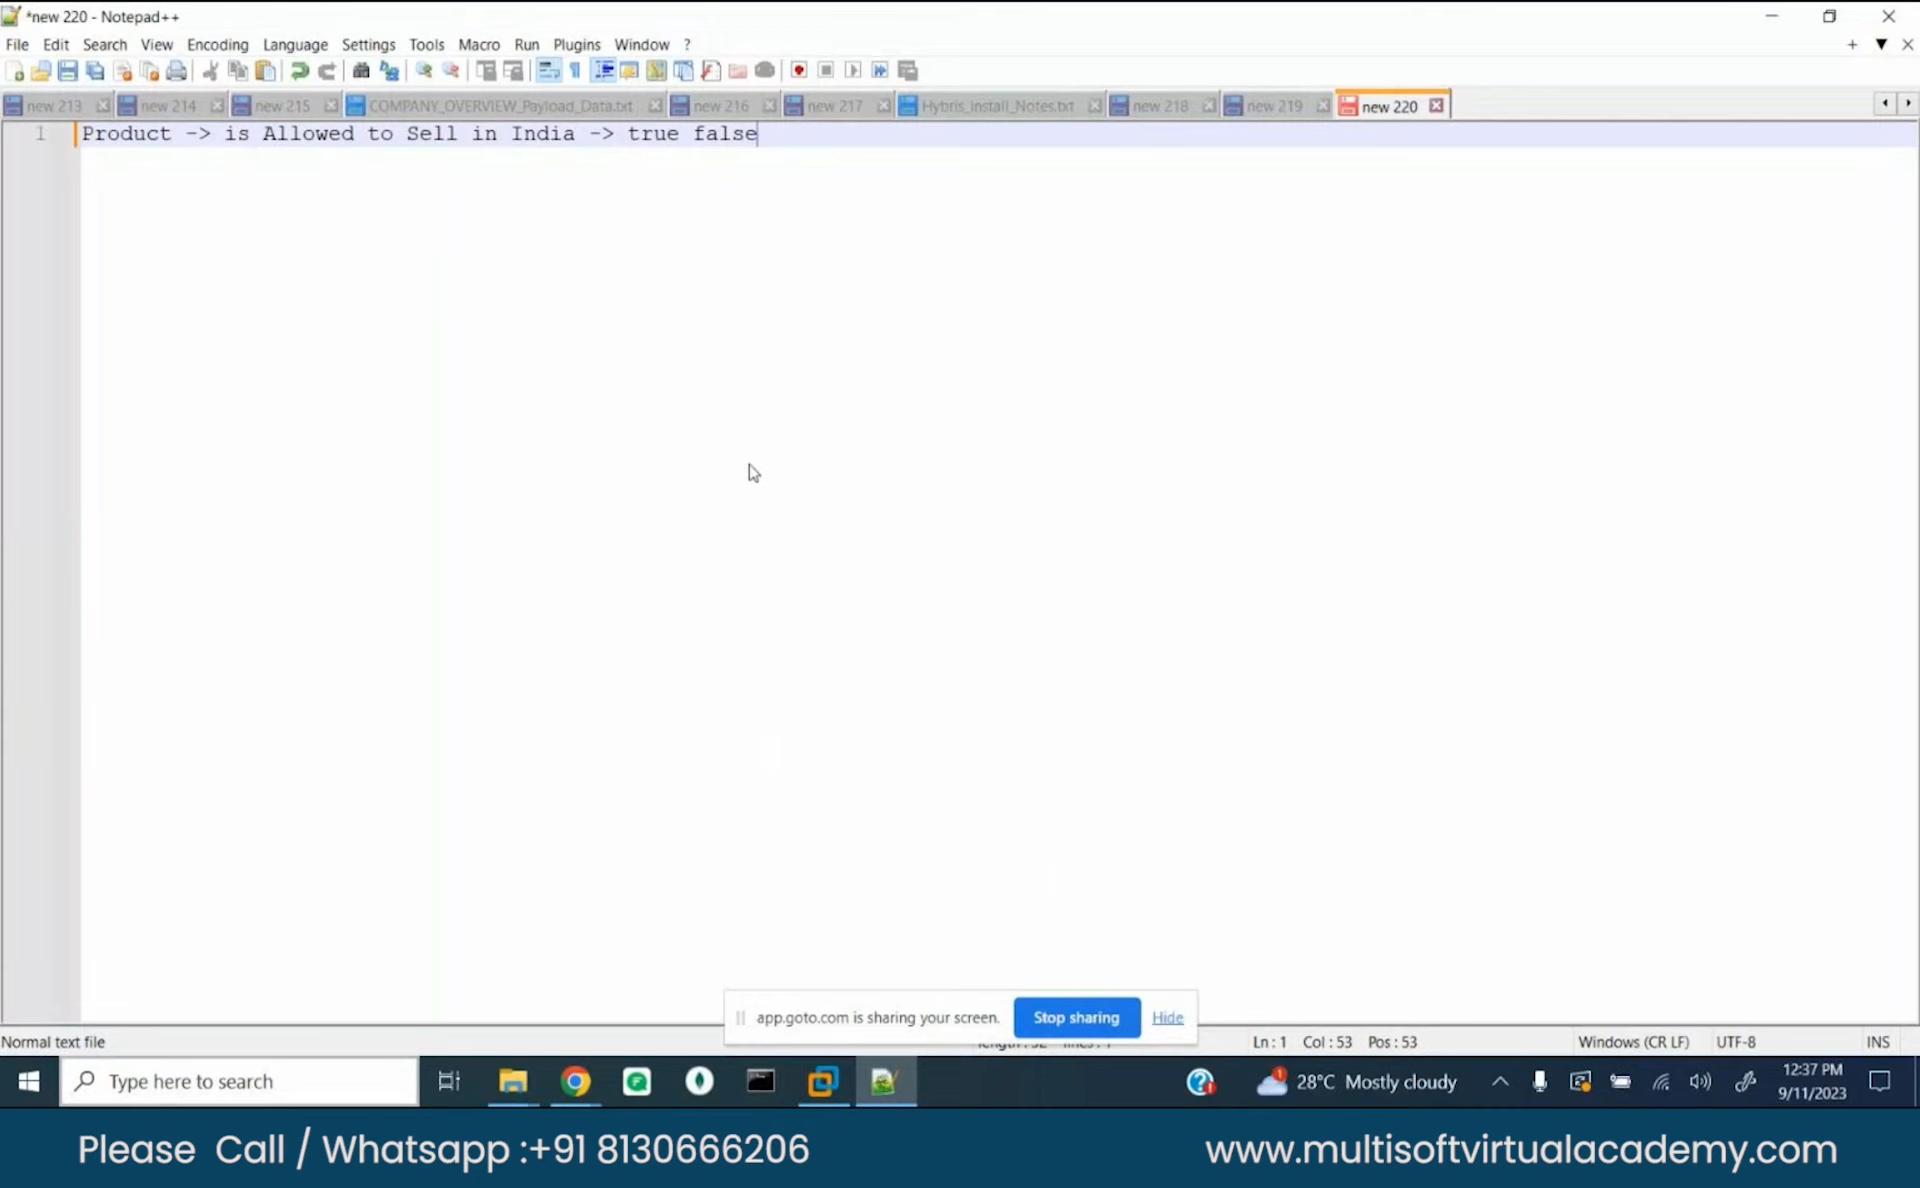 *new 220 - Notepad++
File Edit Search View Encoding Language Settings Tools Macro Run Plugins Window ?
new 213 new 214 new 215 COMPANY_OVERVIEW_Payload_Data.txt new 216 new 217 Hybris_Install_Notes.txt new 218 new 219 new 220
1 Product -> is Allowed to Sell in India -> true false
app.goto.com is sharing your screen. Stop sharing Hide
Normal text file Ln : 1 Col : 53 Pos : 53 Windows (CR LF) UTF-8 INS
Type here to search 28°C Mostly cloudy 12:37 PM
9/11/2023
Please Call / Whatsapp :+91 8130666206 www.multisoftvirtualacademy.com